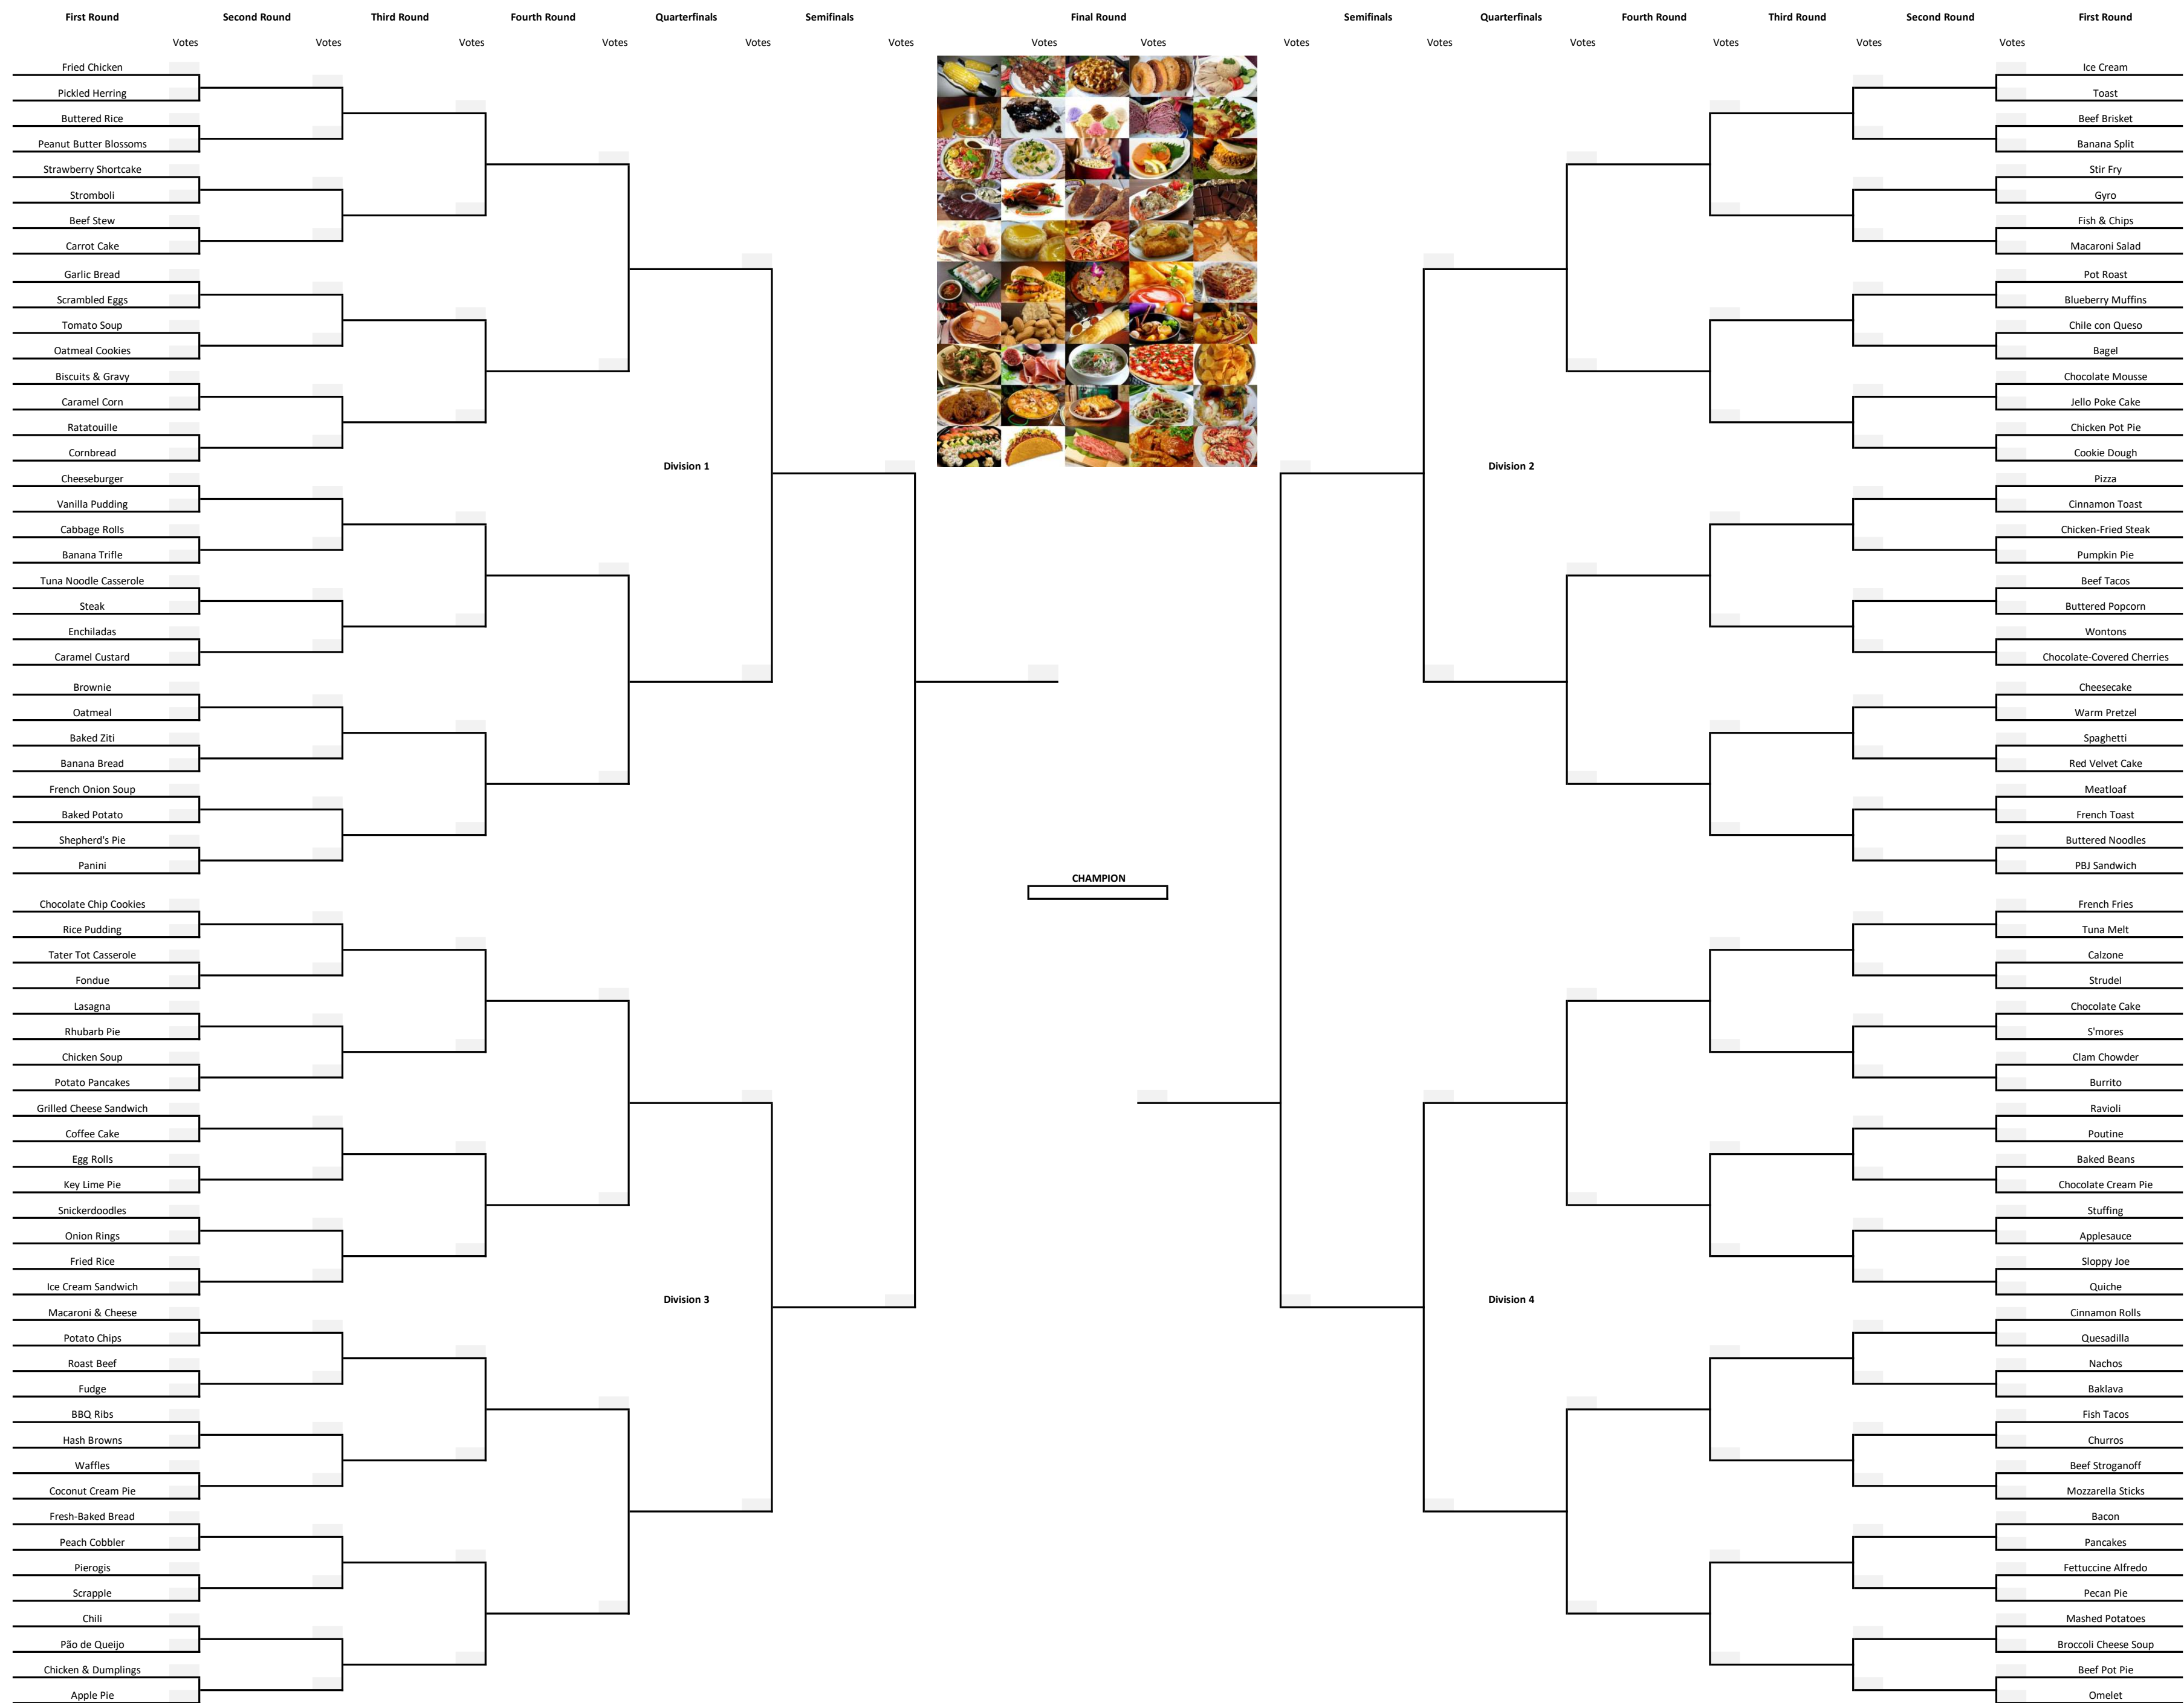 First Round Second Round Third Round Fourth Round Quarterfinals Semifinals Final Round Semifinals Quarterfinals Fourth Round Third Round Second Round First Round
Votes Votes Votes Votes Votes Votes Votes Votes Votes Votes Votes Votes Votes Votes
Fried Chicken
Pickled Herring
Buttered Rice
Peanut Butter Blossoms
Strawberry Shortcake
Stromboli
Beef Stew
Carrot Cake
Garlic Bread
Scrambled Eggs
Tomato Soup
Oatmeal Cookies
Biscuits & Gravy
Caramel Corn
Ratatouille
Cornbread
Division 1
Cheeseburger
Vanilla Pudding
Cabbage Rolls
Banana Trifle
Tuna Noodle Casserole
Steak
Enchiladas
Caramel Custard
Brownie
Oatmeal
Baked Ziti
Banana Bread
French Onion Soup
Baked Potato
Shepherd's Pie
Panini
Chocolate Chip Cookies
Rice Pudding
Tater Tot Casserole
Fondue
Lasagna
Rhubarb Pie
Chicken Soup
Potato Pancakes
Grilled Cheese Sandwich
Coffee Cake
Egg Rolls
Key Lime Pie
Snickerdoodles
Onion Rings
Fried Rice
Ice Cream Sandwich
Division 3
Macaroni & Cheese
Potato Chips
Roast Beef
Fudge
BBQ Ribs
Hash Browns
Waffles
Coconut Cream Pie
Fresh-Baked Bread
Peach Cobbler
Pierogis
Scrapple
Chili
Pão de Queijo
Chicken & Dumplings
Apple Pie
CHAMPION
Ice Cream
Toast
Beef Brisket
Banana Split
Stir Fry
Gyro
Fish & Chips
Macaroni Salad
Pot Roast
Blueberry Muffins
Chile con Queso
Bagel
Chocolate Mousse
Jello Poke Cake
Chicken Pot Pie
Cookie Dough
Division 2
Pizza
Cinnamon Toast
Chicken-Fried Steak
Pumpkin Pie
Beef Tacos
Buttered Popcorn
Wontons
Chocolate-Covered Cherries
Cheesecake
Warm Pretzel
Spaghetti
Red Velvet Cake
Meatloaf
French Toast
Buttered Noodles
PBJ Sandwich
French Fries
Tuna Melt
Calzone
Strudel
Chocolate Cake
S'mores
Clam Chowder
Burrito
Ravioli
Poutine
Baked Beans
Chocolate Cream Pie
Stuffing
Applesauce
Sloppy Joe
Quiche
Division 4
Cinnamon Rolls
Quesadilla
Nachos
Baklava
Fish Tacos
Churros
Beef Stroganoff
Mozzarella Sticks
Bacon
Pancakes
Fettuccine Alfredo
Pecan Pie
Mashed Potatoes
Broccoli Cheese Soup
Beef Pot Pie
Omelet